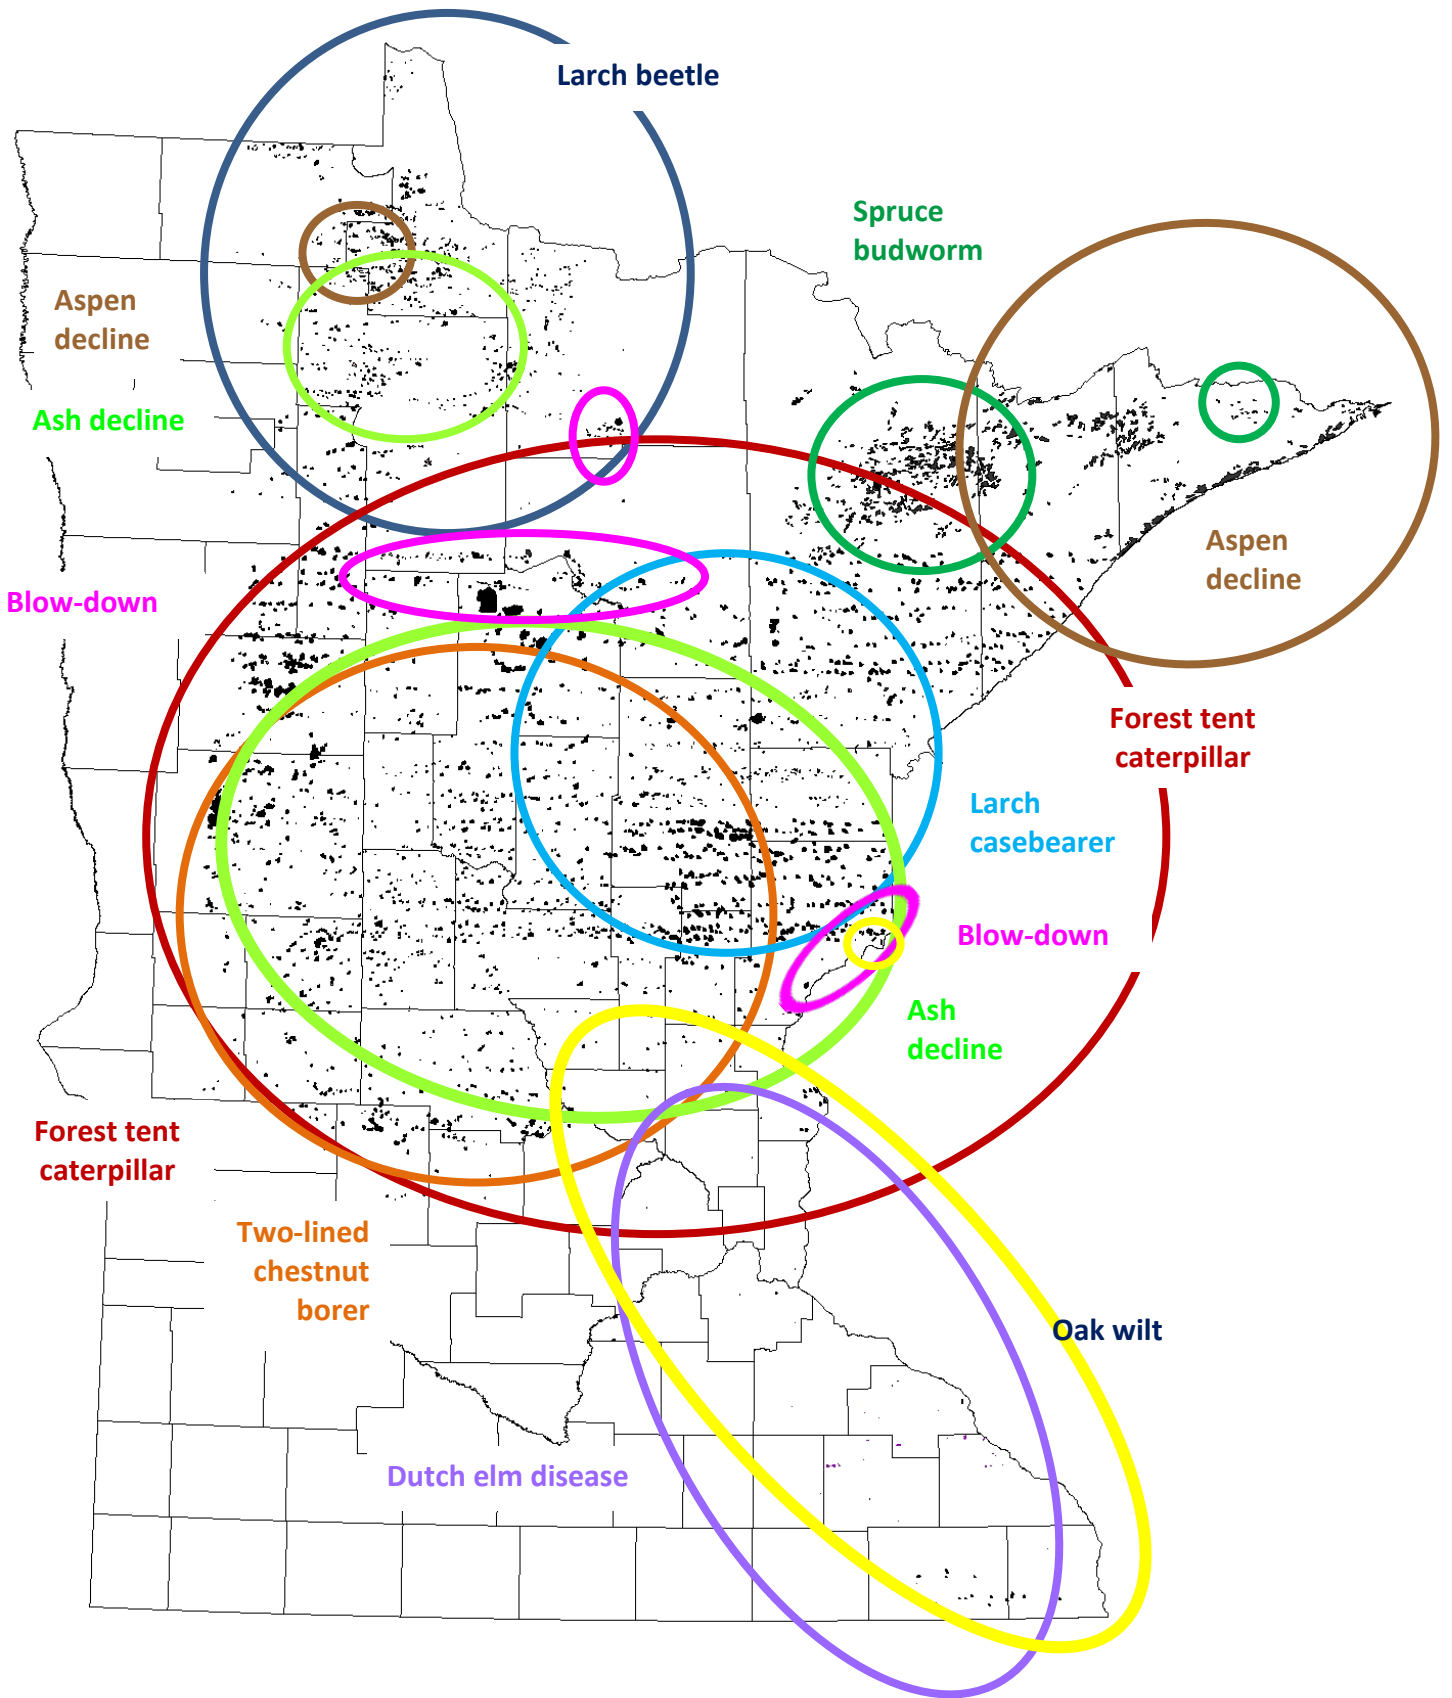 Larch beetle
Spruce
budworm
Aspen
decline
Ash decline
Aspen
decline
Blow-down
Forest tent
caterpillar
Larch
casebearer
Blow-down
Ash
decline
Forest tent
caterpillar
Two-lined
chestnut
borer
Oak wilt
Dutch elm disease